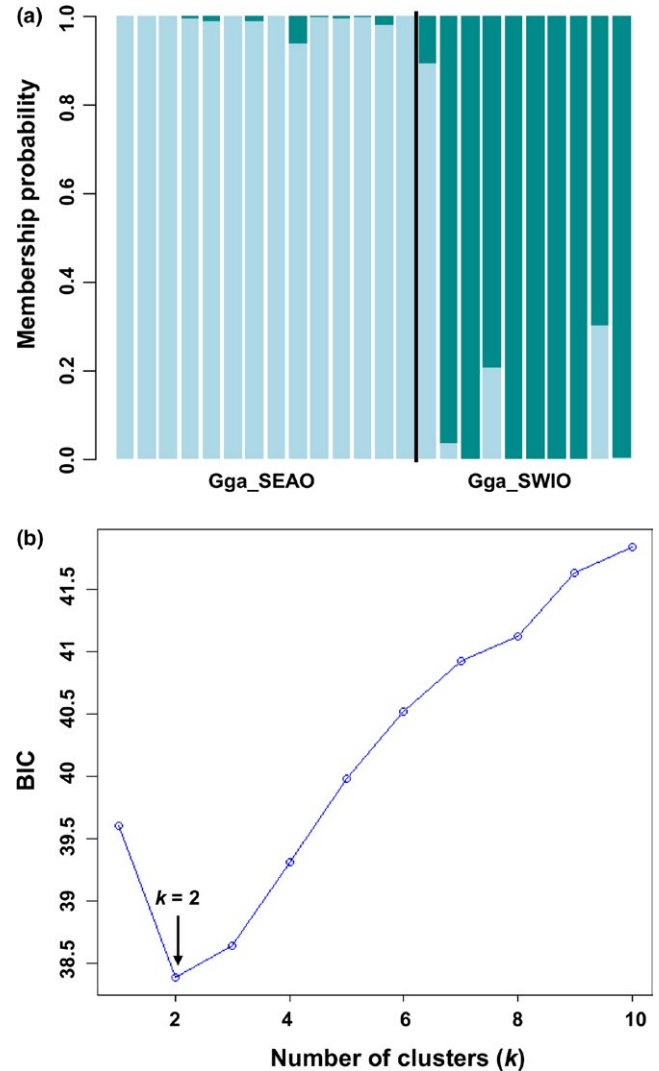 (a)
Membership probability
1.0
0.8
0.6
0.4
0.2
0.0
Gga_SEAO Gga_SWIO
(b)
BIC
41.5
41
40.5
40
39.5
39
38.5
k = 2
2 4 6 8 10
Number of clusters (k)